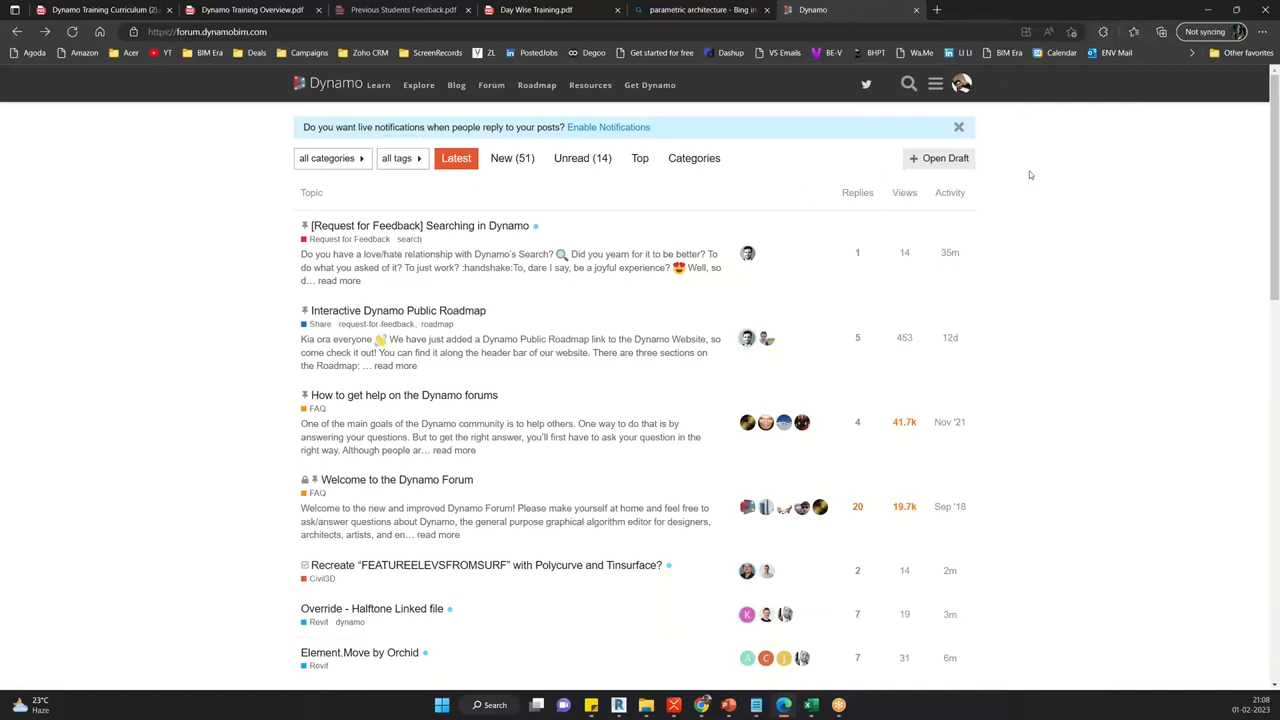 Dynamo Training Curriculum (2).
Dynamo Training Overview.pdf
Previous Students Feedback.pdf
Day Wise Training.pdf
parametric architecture - Bing im
Dynamo
https://forum.dynamobim.com
Not syncing
Agoda
Amazon
Acer
YT
BIM Era
Deals
Campaigns
Zoho CRM
ScreenRecords
ZL
PostedJobs
Degoo
Get started for free
Dashup
VS Emails
BE-V
BHPT
Wa.Me
LI LI
BIM Era
Calendar
ENV Mail
Other favorites
Dynamo Learn Explore Blog Forum Roadmap Resources Get Dynamo
Do you want live notifications when people reply to your posts? Enable Notifications
all categories all tags Latest New (51) Unread (14) Top Categories + Open Draft
Topic Replies Views Activity
[Request for Feedback] Searching in Dynamo
Request for Feedback search
Do you have a love/hate relationship with Dynamo's Search? Did you yearn for it to be better? To
do what you asked of it? To just work? :handshake:To, dare I say, be a joyful experience? Well, so
d… read more
1 14 35m
Interactive Dynamo Public Roadmap
Share request-for-feedback, roadmap
Kia ora everyone We have just added a Dynamo Public Roadmap link to the Dynamo Website, so
come check it out! You can find it along the header bar of our website. There are three sections on
the Roadmap: … read more
5 453 12d
How to get help on the Dynamo forums
FAQ
One of the main goals of the Dynamo community is to help others. One way to do that is by
answering your questions. But to get the right answer, you'll first have to ask your question in the
right way. Although people ar… read more
4 41.7k Nov '21
Welcome to the Dynamo Forum
FAQ
Welcome to the new and improved Dynamo Forum! Please make yourself at home and feel free to
ask/answer questions about Dynamo, the general purpose graphical algorithm editor for designers,
architects, artists, and en… read more
20 19.7k Sep '18
Recreate "FEATUREELEVSFROMSURF" with Polycurve and Tinsurface?
Civil3D
2 14 2m
Override - Halftone Linked file
Revit dynamo
K
7 19 3m
Element.Move by Orchid
Revit
A C J
7 31 6m
23°C
Haze
Search
21:08
01-02-2023